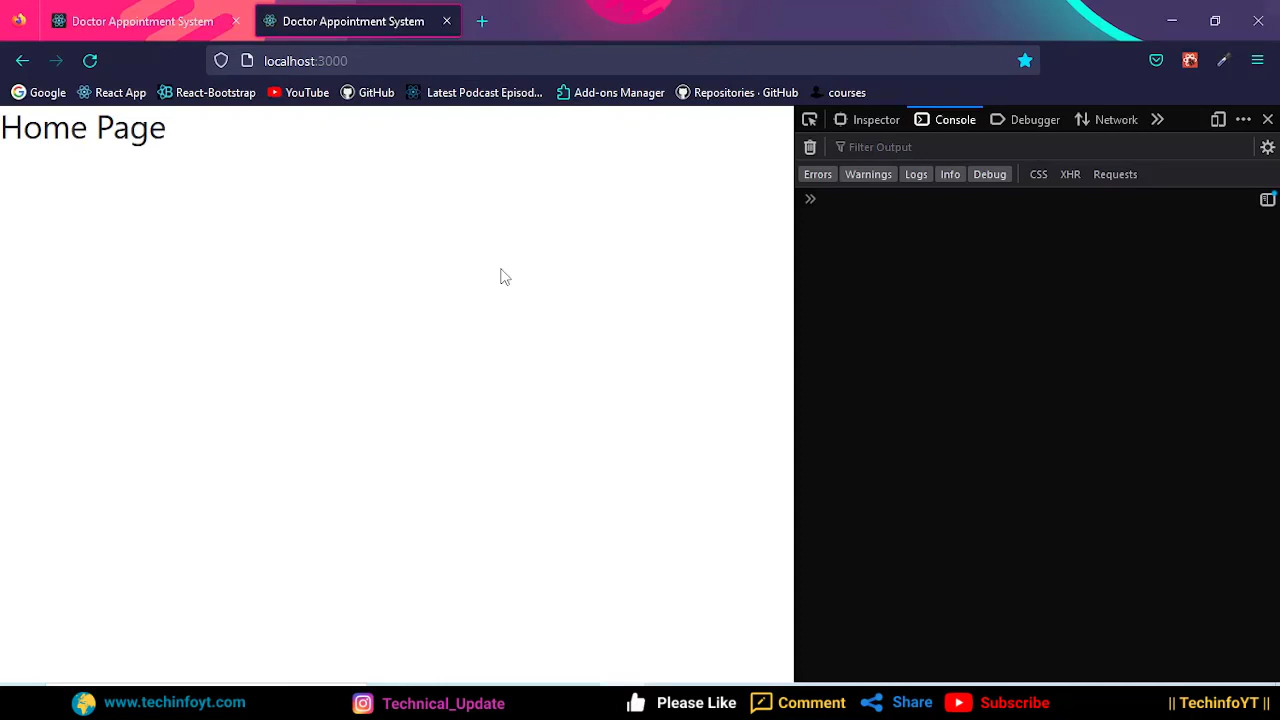 Doctor Appointment System
Doctor Appointment System
localhost:3000
Google
React App
React-Bootstrap
YouTube
GitHub
Latest Podcast Episod...
Add-ons Manager
Repositories · GitHub
courses
Home Page
Inspector
Console
Debugger
Network
Filter Output
Errors
Warnings
Logs
Info
Debug
CSS
XHR
Requests
www.techinfoyt.com
Technical_Update
Please Like
Comment
Share
Subscribe
|| TechinfoYT ||